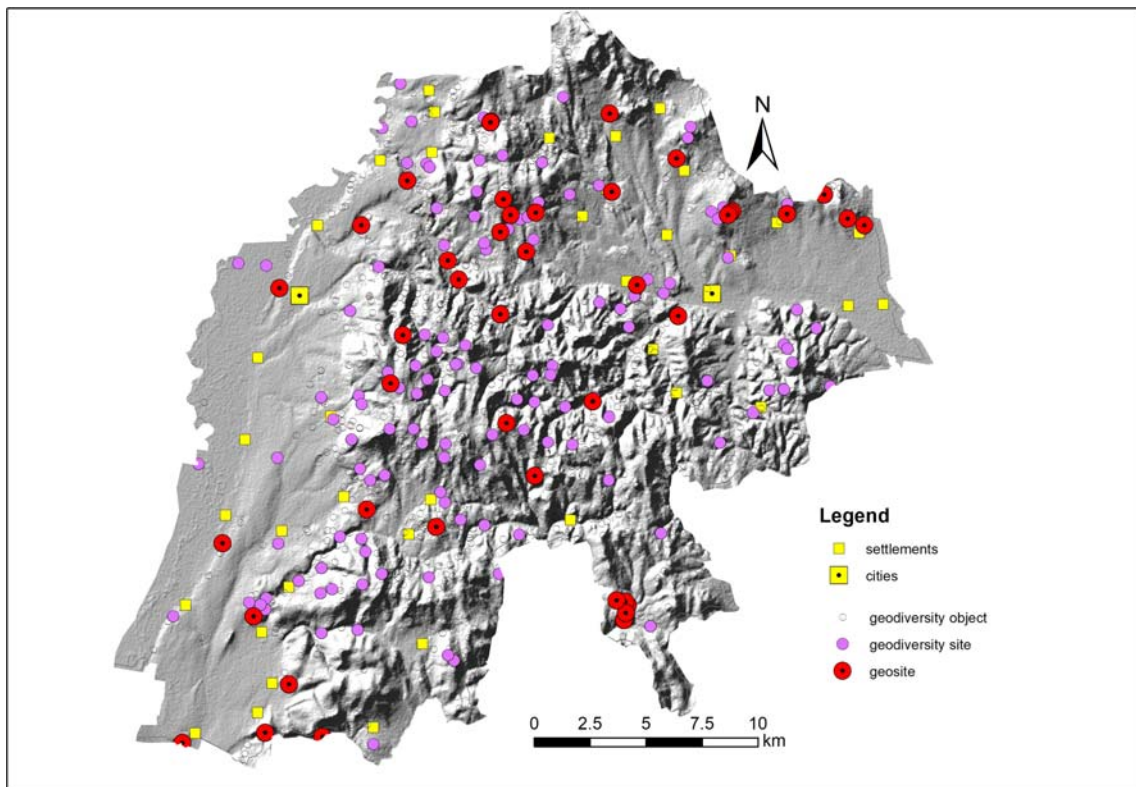 N
Legend
settlements
cities
geodiversity object
geodiversity site
geosite
0 2.5 5 7.5 10
km